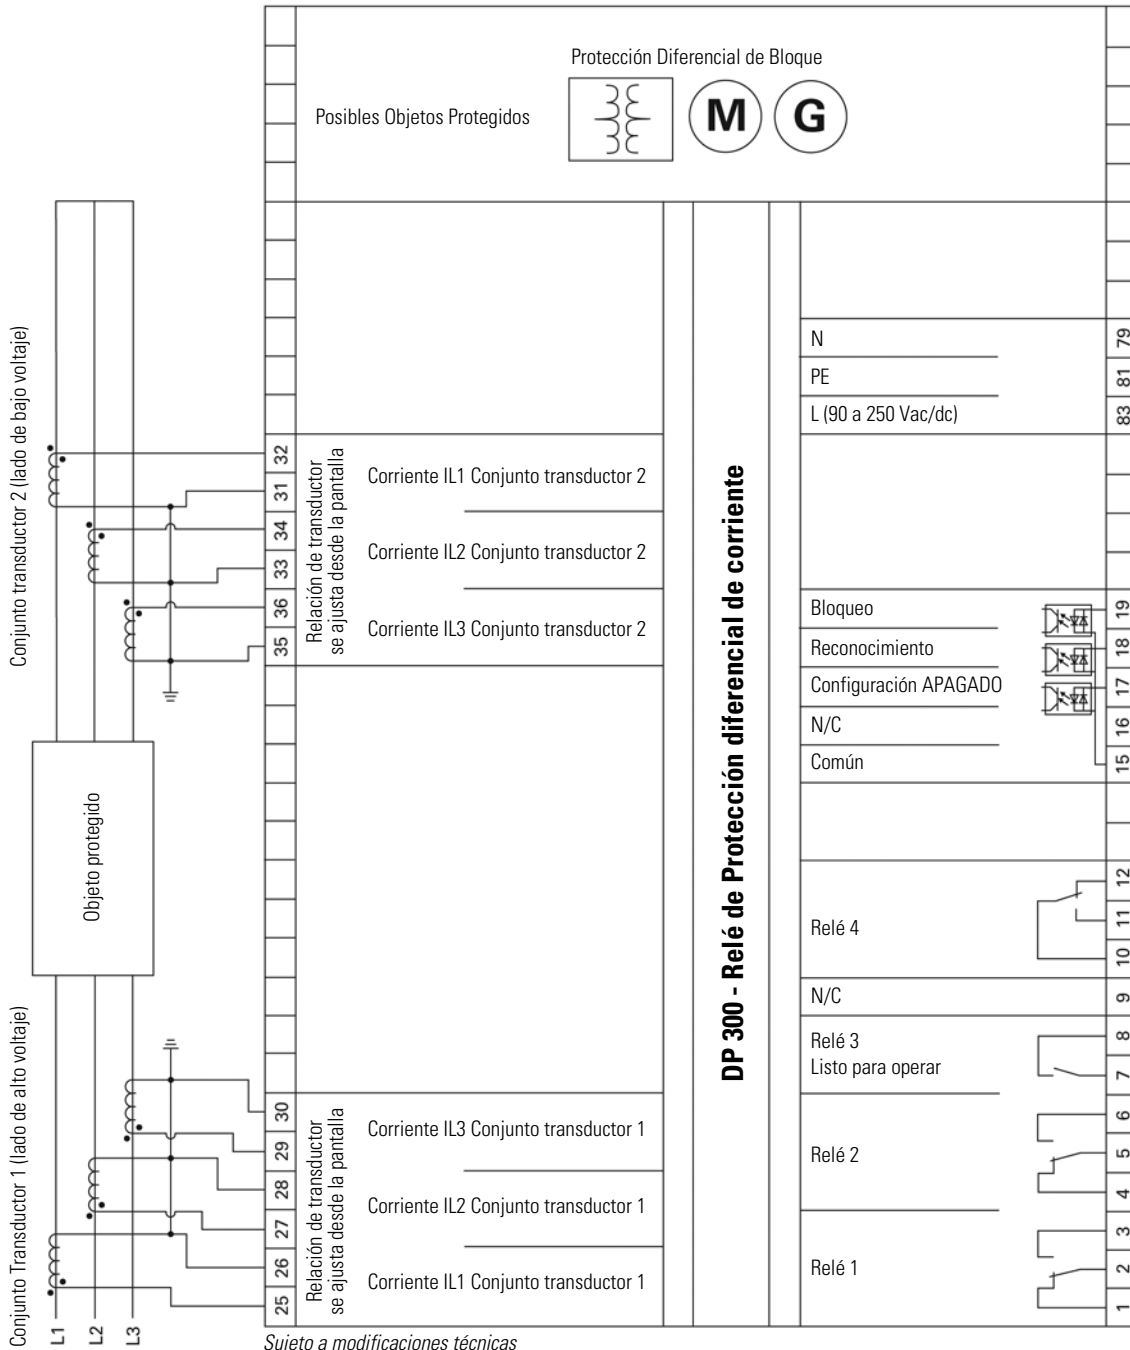 Protección Diferencial de Bloque
Posibles Objetos Protegidos
M
G
Conjunto transductor 2 (lado de bajo voltaje)
Objeto protegido
Conjunto Transductor 1 (lado de alto voltaje)
L1
L2
L3
32
31
34
33
36
35
Relación de transductor
se ajusta desde la pantalla
Corriente IL1 Conjunto transductor 2
Corriente IL2 Conjunto transductor 2
Corriente IL3 Conjunto transductor 2
30
29
28
27
26
25
Relación de transductor
se ajusta desde la pantalla
Corriente IL3 Conjunto transductor 1
Corriente IL2 Conjunto transductor 1
Corriente IL1 Conjunto transductor 1
DP 300 - Relé de Protección diferencial de corriente
N
79
PE
81
L (90 a 250 Vac/dc)
83
Bloqueo
19
Reconocimiento
18
Configuración APAGADO
17
N/C
16
Común
15
Relé 4
12
11
10
N/C
9
Relé 3
Listo para operar
8
7
Relé 2
6
5
4
Relé 1
3
2
1
Sujeto a modificaciones técnicas